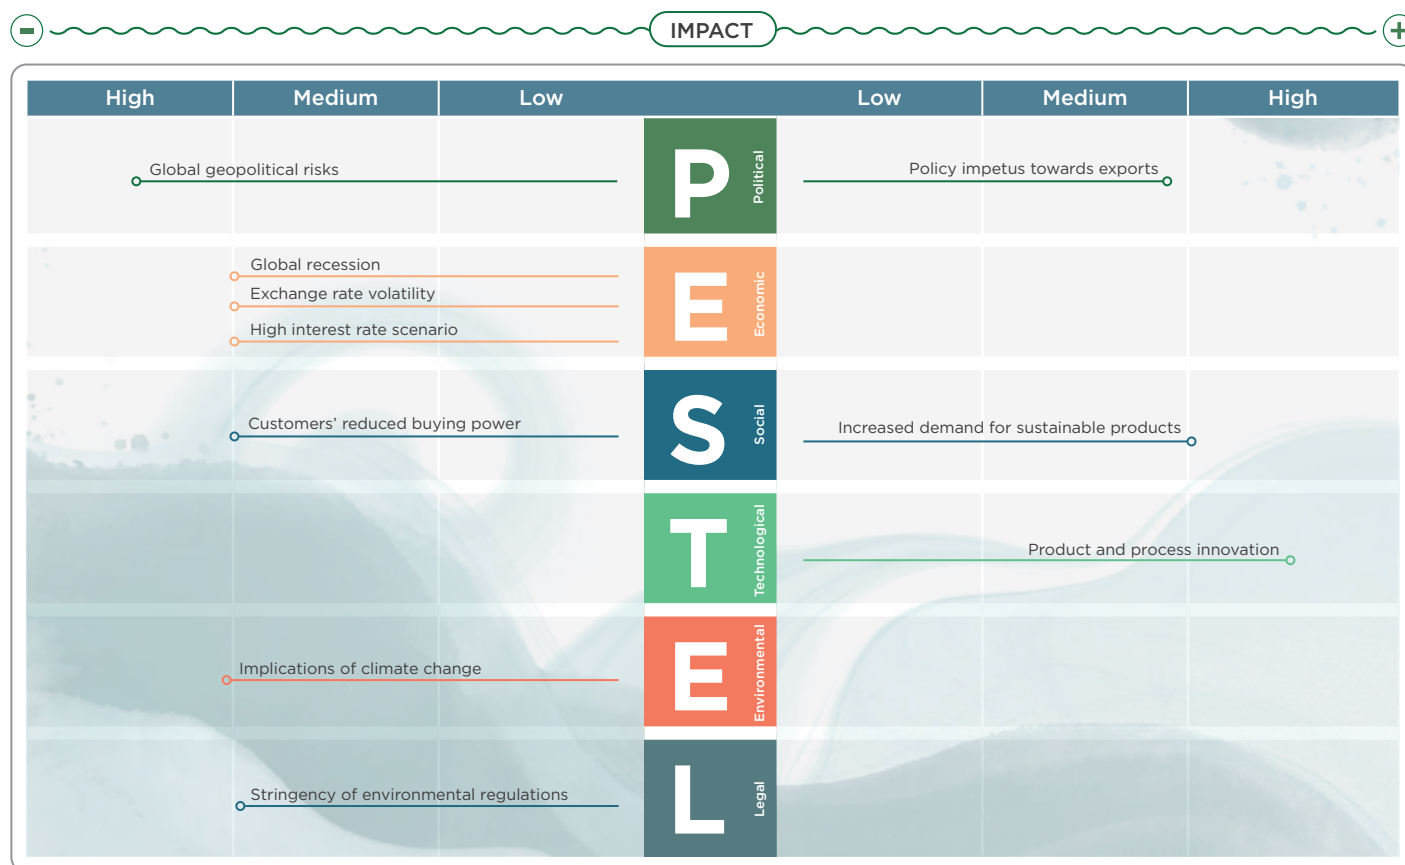 IMPACT
High Medium Low Low Medium High
Global geopolitical risks
P
Political
Policy impetus towards exports
Global recession
Exchange rate volatility
High interest rate scenario
E
Economic
Customers’ reduced buying power
S
Social
Increased demand for sustainable products
T
Technological
Product and process innovation
Implications of climate change
E
Environmental
Stringency of environmental regulations
L
Legal